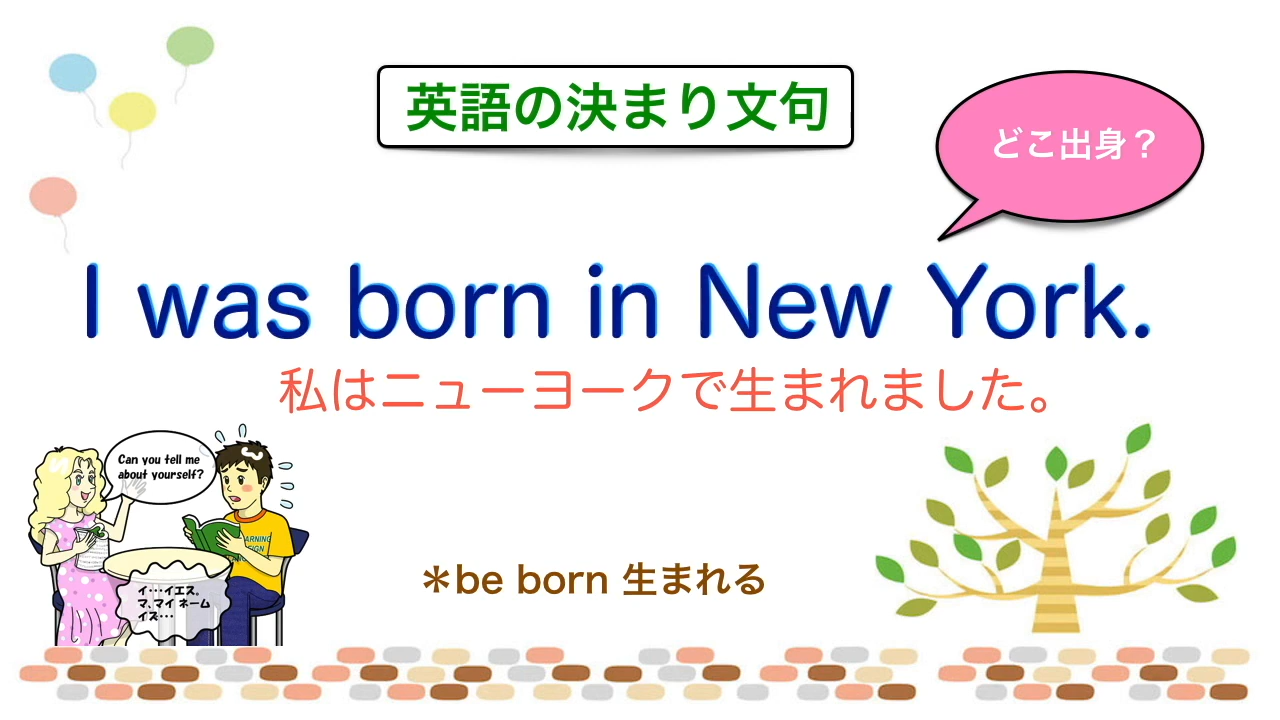 英語の決まり文句
どこ出身？
I was born in New York.
私はニューヨークで生まれました。
Can you tell me
about yourself?
イ･･･イエス。
マ、マイ ネーム
イズ･･･
＊be born 生まれる